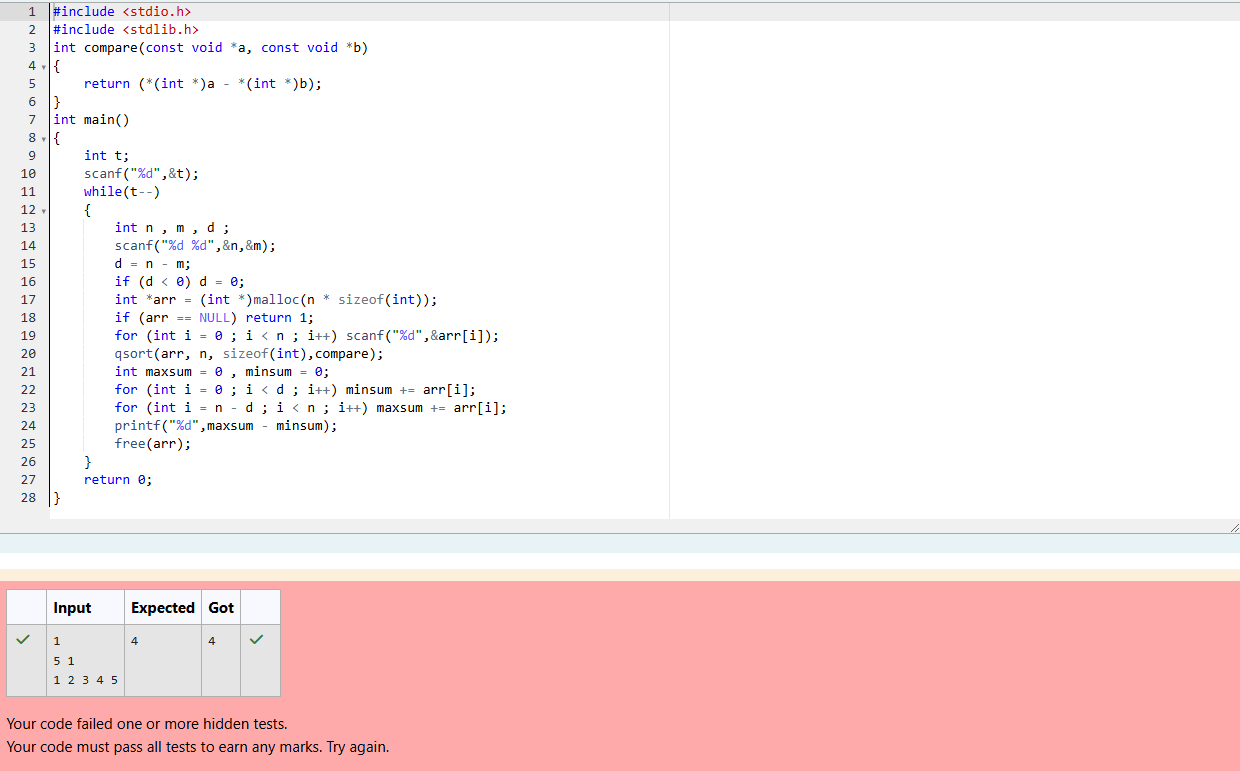 1 #include <stdio.h>
2 #include <stdlib.h>
3 int compare(const void *a, const void *b)
4 {
5     return (*(int *)a - *(int *)b);
6 }
7 int main()
8 {
9     int t;
10     scanf("%d",&t);
11     while(t--)
12     {
13         int n , m , d ;
14         scanf("%d %d",&n,&m);
15         d = n - m;
16         if (d < 0) d = 0;
17         int *arr = (int *)malloc(n * sizeof(int));
18         if (arr == NULL) return 1;
19         for (int i = 0 ; i < n ; i++) scanf("%d",&arr[i]);
20         qsort(arr, n, sizeof(int),compare);
21         int maxsum = 0 , minsum = 0;
22         for (int i = 0 ; i < d ; i++) minsum += arr[i];
23         for (int i = n - d ; i < n ; i++) maxsum += arr[i];
24         printf("%d",maxsum - minsum);
25         free(arr);
26     }
27     return 0;
28 }
Input Expected Got
1 4 4
5 1
1 2 3 4 5
Your code failed one or more hidden tests.
Your code must pass all tests to earn any marks. Try again.